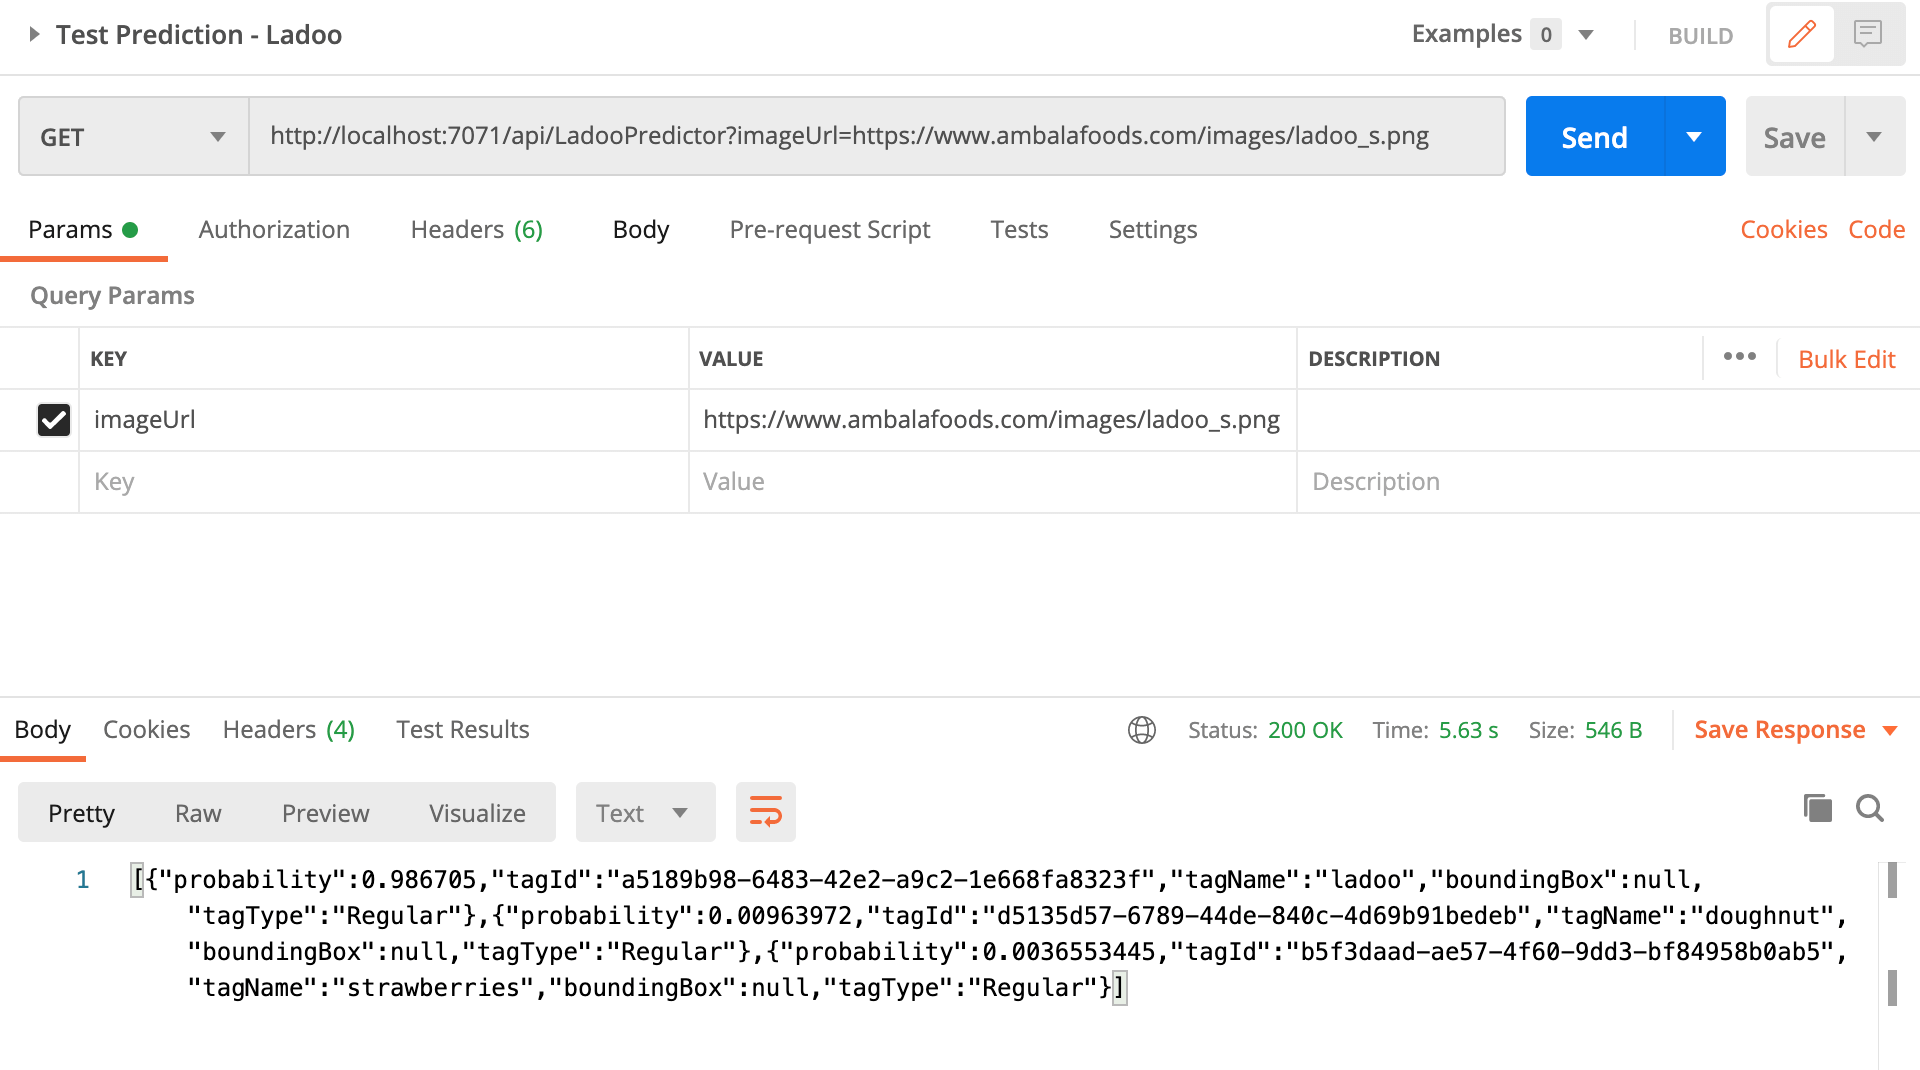 Test Prediction - Ladoo
Examples 0
BUILD
GET
http://localhost:7071/api/LadooPredictor?imageUrl=https://www.ambalafoods.com/images/ladoo_s.png
Send
Save
Params
Authorization
Headers (6)
Body
Pre-request Script
Tests
Settings
Cookies
Code
Query Params
KEY
VALUE
DESCRIPTION
Bulk Edit
imageUrl
https://www.ambalafoods.com/images/ladoo_s.png
Key
Value
Description
Body
Cookies
Headers (4)
Test Results
Status: 200 OK
Time: 5.63 s
Size: 546 B
Save Response
Pretty
Raw
Preview
Visualize
Text
1
[{"probability":0.986705,"tagId":"a5189b98-6483-42e2-a9c2-1e668fa8323f","tagName":"ladoo","boundingBox":null,
"tagType":"Regular"},{"probability":0.00963972,"tagId":"d5135d57-6789-44de-840c-4d69b91bedeb","tagName":"doughnut",
"boundingBox":null,"tagType":"Regular"},{"probability":0.0036553445,"tagId":"b5f3daad-ae57-4f60-9dd3-bf84958b0ab5",
"tagName":"strawberries","boundingBox":null,"tagType":"Regular"}]